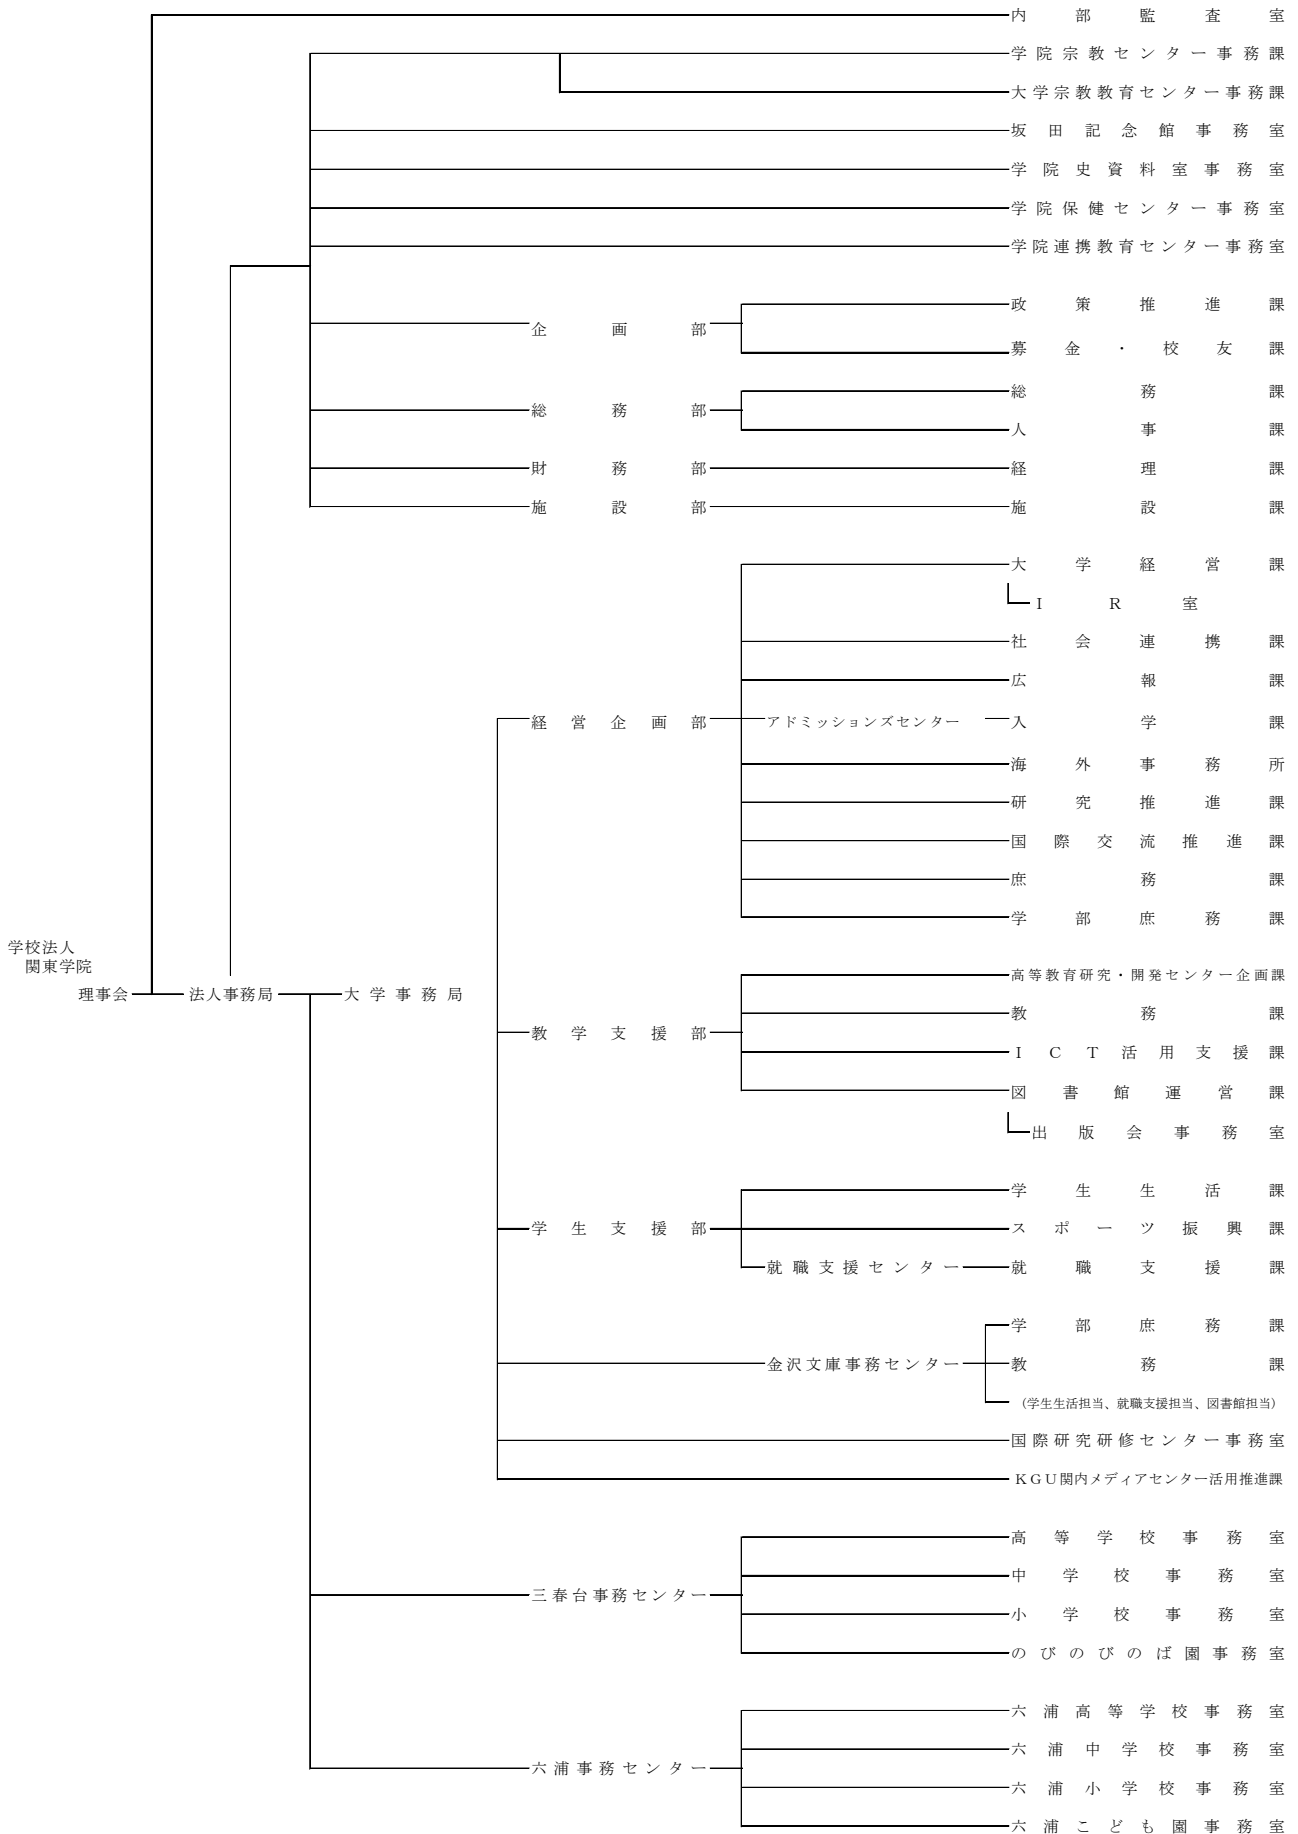 内部監査室
学院宗教センター事務課
大学宗教教育センター事務課
坂田記念館事務室
学院史資料室事務室
学院保健センター事務室
学院連携教育センター事務室
政策推進課
企画部
募金・校友課
総務課
総務部
人事課
財務部 経理課
施設部 施設課
大学経営課
ＩＲ室
社会連携課
広報課
経営企画部 アドミッションズセンター 入学課
海外事務所
研究推進課
国際交流推進課
庶務課
学部庶務課
学校法人
関東学院
理事会 法人事務局 大学事務局
高等教育研究・開発センター企画課
教務課
教学支援部
ＩＣＴ活用支援課
図書館運営課
出版会事務室
学生生活課
学生支援部 スポーツ振興課
就職支援センター 就職支援課
学部庶務課
金沢文庫事務センター 教務課
（学生生活担当、就職支援担当、図書館担当）
国際研究研修センター事務室
ＫＧＵ関内メディアセンター活用推進課
高等学校事務室
中学校事務室
三春台事務センター
小学校事務室
のびのびのば園事務室
六浦高等学校事務室
六浦中学校事務室
六浦事務センター
六浦小学校事務室
六浦こども園事務室